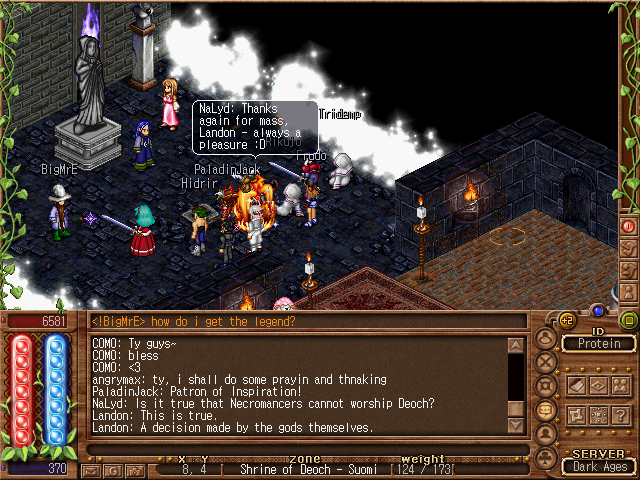 NaLyd: Thanks
again for mass,
Landon - always a
pleasure :D
BigMrE
PaladinJack
Hidrir
Frodo
6581
<!BigMrE> how do i get the legend?
COMO: Ty guys~
COMO: bless
COMO: <3
angrymax: ty, i shall do some prayin and thnaking
PaladinJack: Patron of Inspiration!
NaLyd: Is it true that Necromancers cannot worship Deoch?
Landon: This is true.
Landon: A decision made by the gods themselves.
+2
ID
Protein
?
SERVER
Dark Ages
370
x y zone weight
8, 4 [ Shrine of Deoch - Suomi [124 / 173[